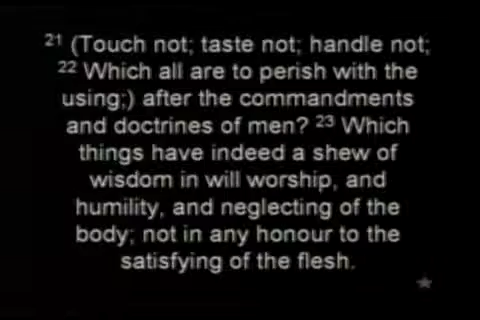 ²¹ (Touch not; taste not; handle not;
²² Which all are to perish with the
using;) after the commandments
and doctrines of men? ²³ Which
things have indeed a shew of
wisdom in will worship, and
humility, and neglecting of the
body; not in any honour to the
satisfying of the flesh.